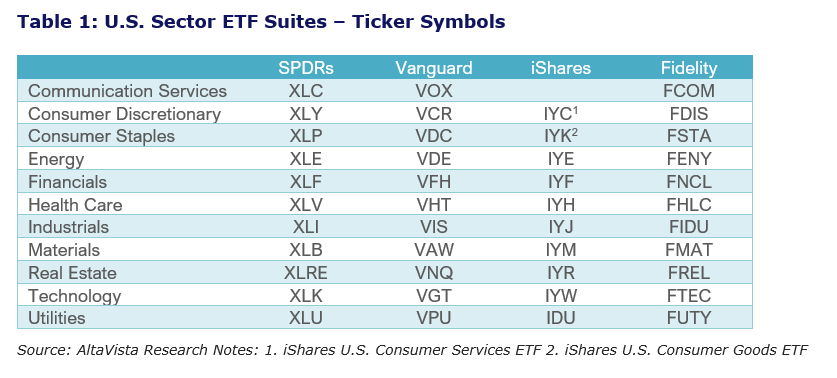 Table 1: U.S. Sector ETF Suites – Ticker Symbols
SPDRs Vanguard iShares Fidelity
Communication Services XLC VOX FCOM
Consumer Discretionary XLY VCR IYC¹ FDIS
Consumer Staples XLP VDC IYK² FSTA
Energy XLE VDE IYE FENY
Financials XLF VFH IYF FNCL
Health Care XLV VHT IYH FHLC
Industrials XLI VIS IYJ FIDU
Materials XLB VAW IYM FMAT
Real Estate XLRE VNQ IYR FREL
Technology XLK VGT IYW FTEC
Utilities XLU VPU IDU FUTY
Source: AltaVista Research Notes: 1. iShares U.S. Consumer Services ETF 2. iShares U.S. Consumer Goods ETF